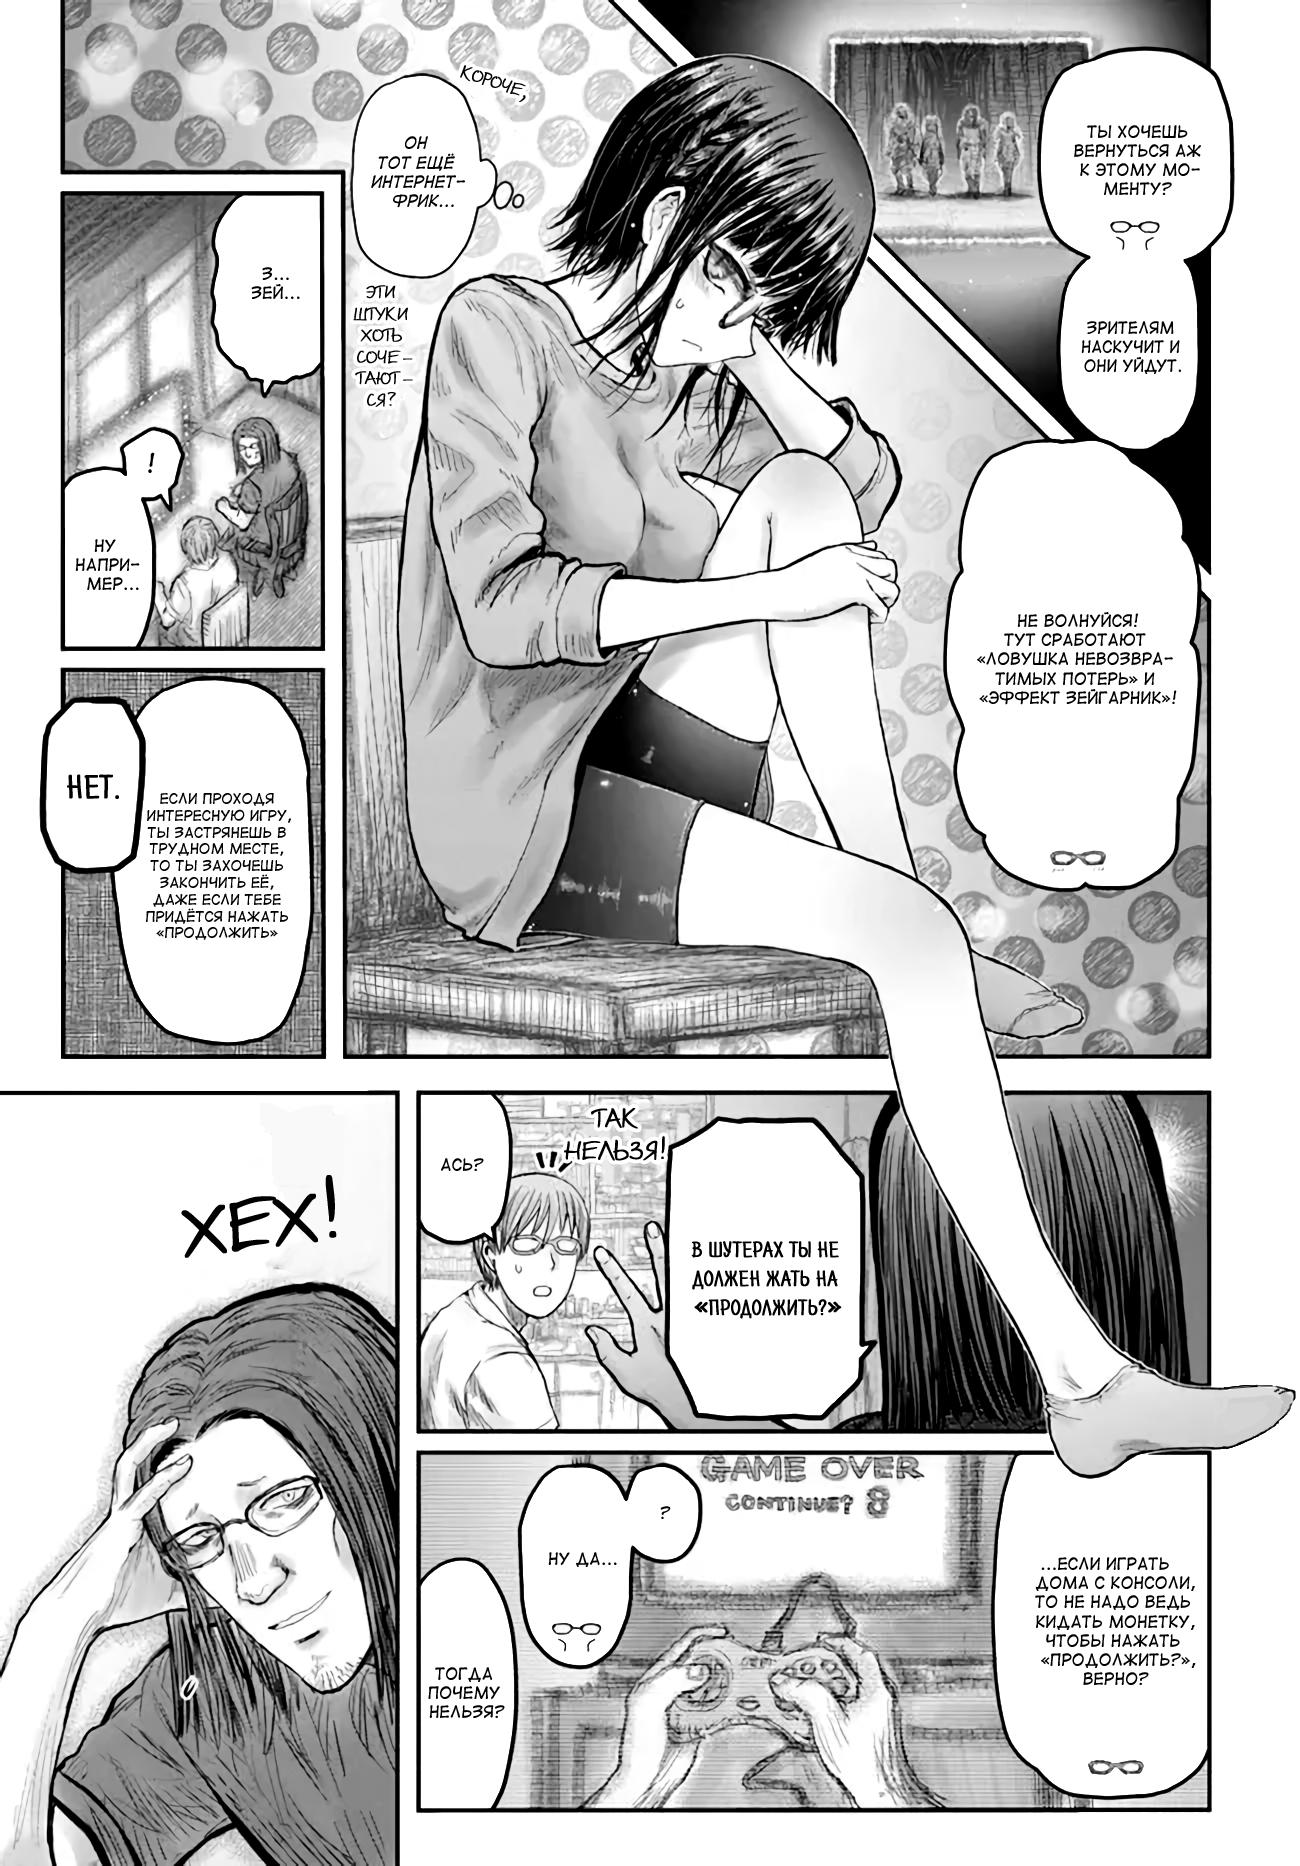 ТЫ ХОЧЕШЬ
ВЕРНУТЬСЯ АЖ
К ЭТОМУ МО-
МЕНТУ?
ЗРИТЕЛЯМ
НАСКУЧИТ И
ОНИ УЙДУТ.
НЕ ВОЛНУЙСЯ!
ТУТ СРАБОТАЮТ
«ЛОВУШКА НЕВОЗВРА-
ТИМЫХ ПОТЕРЬ» И
«ЭФФЕКТ ЗЕЙГАРНИК»!
КОРОЧЕ,
ОН
ТОТ ЕЩЁ
ИНТЕРНЕТ-
ФРИК...
ЭТИ
ШТУКИ
ХОТЬ
СОЧЕ-
ТАЮТ-
СЯ?
З...
ЗЕЙ...
!
НУ
НАПРИ-
МЕР...
ЕСЛИ ПРОХОДЯ
ИНТЕРЕСНУЮ ИГРУ,
ТЫ ЗАСТРЯНЕШЬ В
ТРУДНОМ МЕСТЕ,
ТО ТЫ ЗАХОЧЕШЬ
ЗАКОНЧИТЬ ЕЁ,
ДАЖЕ ЕСЛИ ТЕБЕ
ПРИДЁТСЯ НАЖАТЬ
«ПРОДОЛЖИТЬ»
НЕТ.
В ШУТЕРАХ ТЫ НЕ
ДОЛЖЕН ЖАТЬ НА
«ПРОДОЛЖИТЬ?»
ТАК
НЕЛЬЗЯ!
АСЬ?
...ЕСЛИ ИГРАТЬ
ДОМА С КОНСОЛИ,
ТО НЕ НАДО ВЕДЬ
КИДАТЬ МОНЕТКУ,
ЧТОБЫ НАЖАТЬ
«ПРОДОЛЖИТЬ?»,
ВЕРНО?
GAME OVER
CONTINUE? 8
?
НУ ДА...
ТОГДА
ПОЧЕМУ
НЕЛЬЗЯ?
ХЕХ!